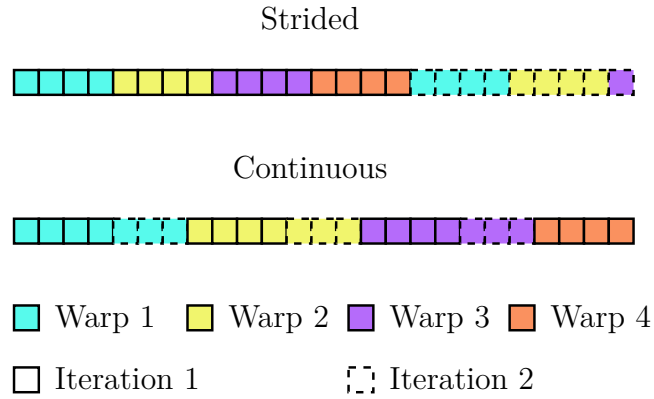 Strided
Continuous
Warp 1 Warp 2 Warp 3 Warp 4
Iteration 1 Iteration 2